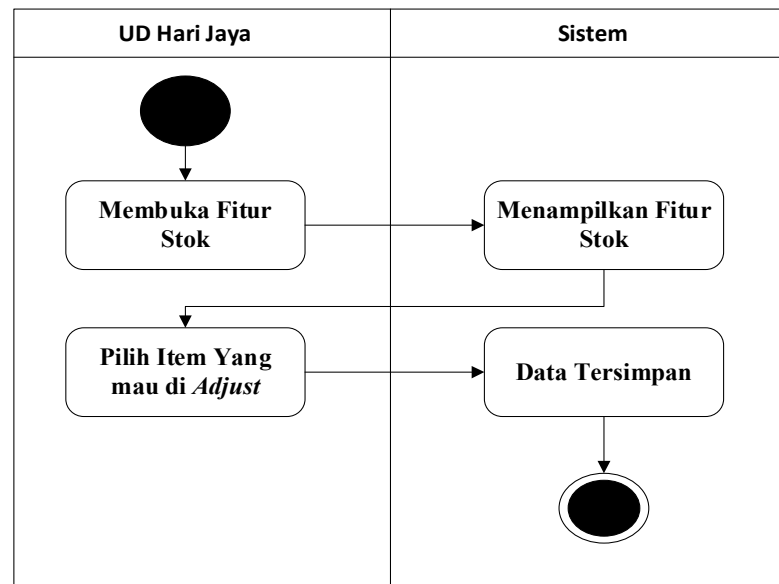 UD Hari Jaya
Sistem
Membuka Fitur
Stok
Menampilkan Fitur
Stok
Pilih Item Yang
mau di Adjust
Data Tersimpan